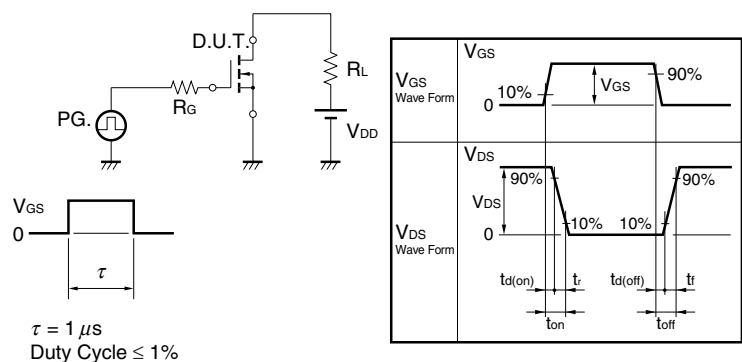 D.U.T.
RL
RG
PG.
VDD
VGS
0
τ
τ = 1 μs
Duty Cycle ≤ 1%
VGS
Wave Form
VGS
10%
0
VGS
90%
VDS
Wave Form
VDS
90%
VDS
0
10%
10%
90%
td(on)
tr
td(off)
tf
ton
toff